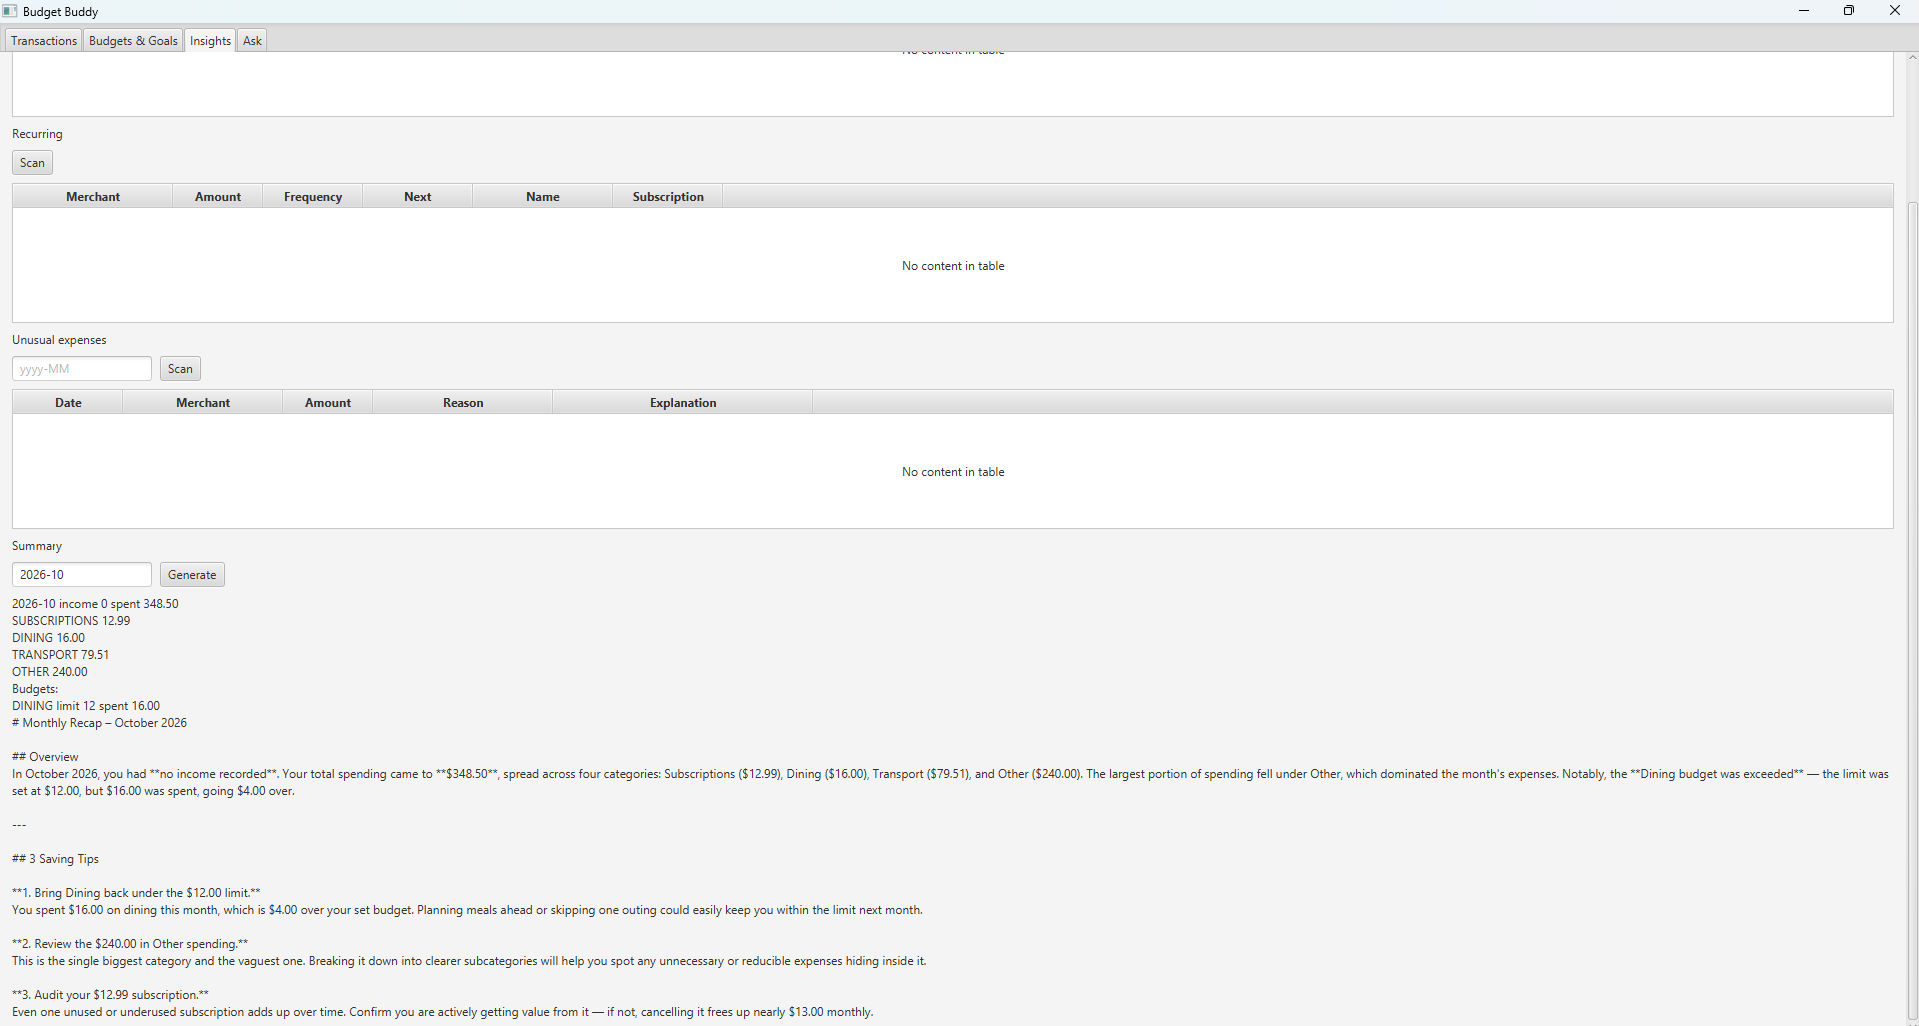 Budget Buddy
Transactions
Budgets & Goals
Insights
Ask
No content in table
Recurring
Scan
Merchant Amount Frequency Next Name Subscription
No content in table
Unusual expenses
yyyy-MM Scan
Date Merchant Amount Reason Explanation
No content in table
Summary
2026-10 Generate
2026-10 income 0 spent 348.50
SUBSCRIPTIONS 12.99
DINING 16.00
TRANSPORT 79.51
OTHER 240.00
Budgets:
DINING limit 12 spent 16.00
# Monthly Recap – October 2026
## Overview
In October 2026, you had **no income recorded**. Your total spending came to **$348.50**, spread across four categories: Subscriptions ($12.99), Dining ($16.00), Transport ($79.51), and Other ($240.00). The largest portion of spending fell under Other, which dominated the month's expenses. Notably, the **Dining budget was exceeded** — the limit was
set at $12.00, but $16.00 was spent, going $4.00 over.
---
## 3 Saving Tips
**1. Bring Dining back under the $12.00 limit.**
You spent $16.00 on dining this month, which is $4.00 over your set budget. Planning meals ahead or skipping one outing could easily keep you within the limit next month.
**2. Review the $240.00 in Other spending.**
This is the single biggest category and the vaguest one. Breaking it down into clearer subcategories will help you spot any unnecessary or reducible expenses hiding inside it.
**3. Audit your $12.99 subscription.**
Even one unused or underused subscription adds up over time. Confirm you are actively getting value from it — if not, cancelling it frees up nearly $13.00 monthly.